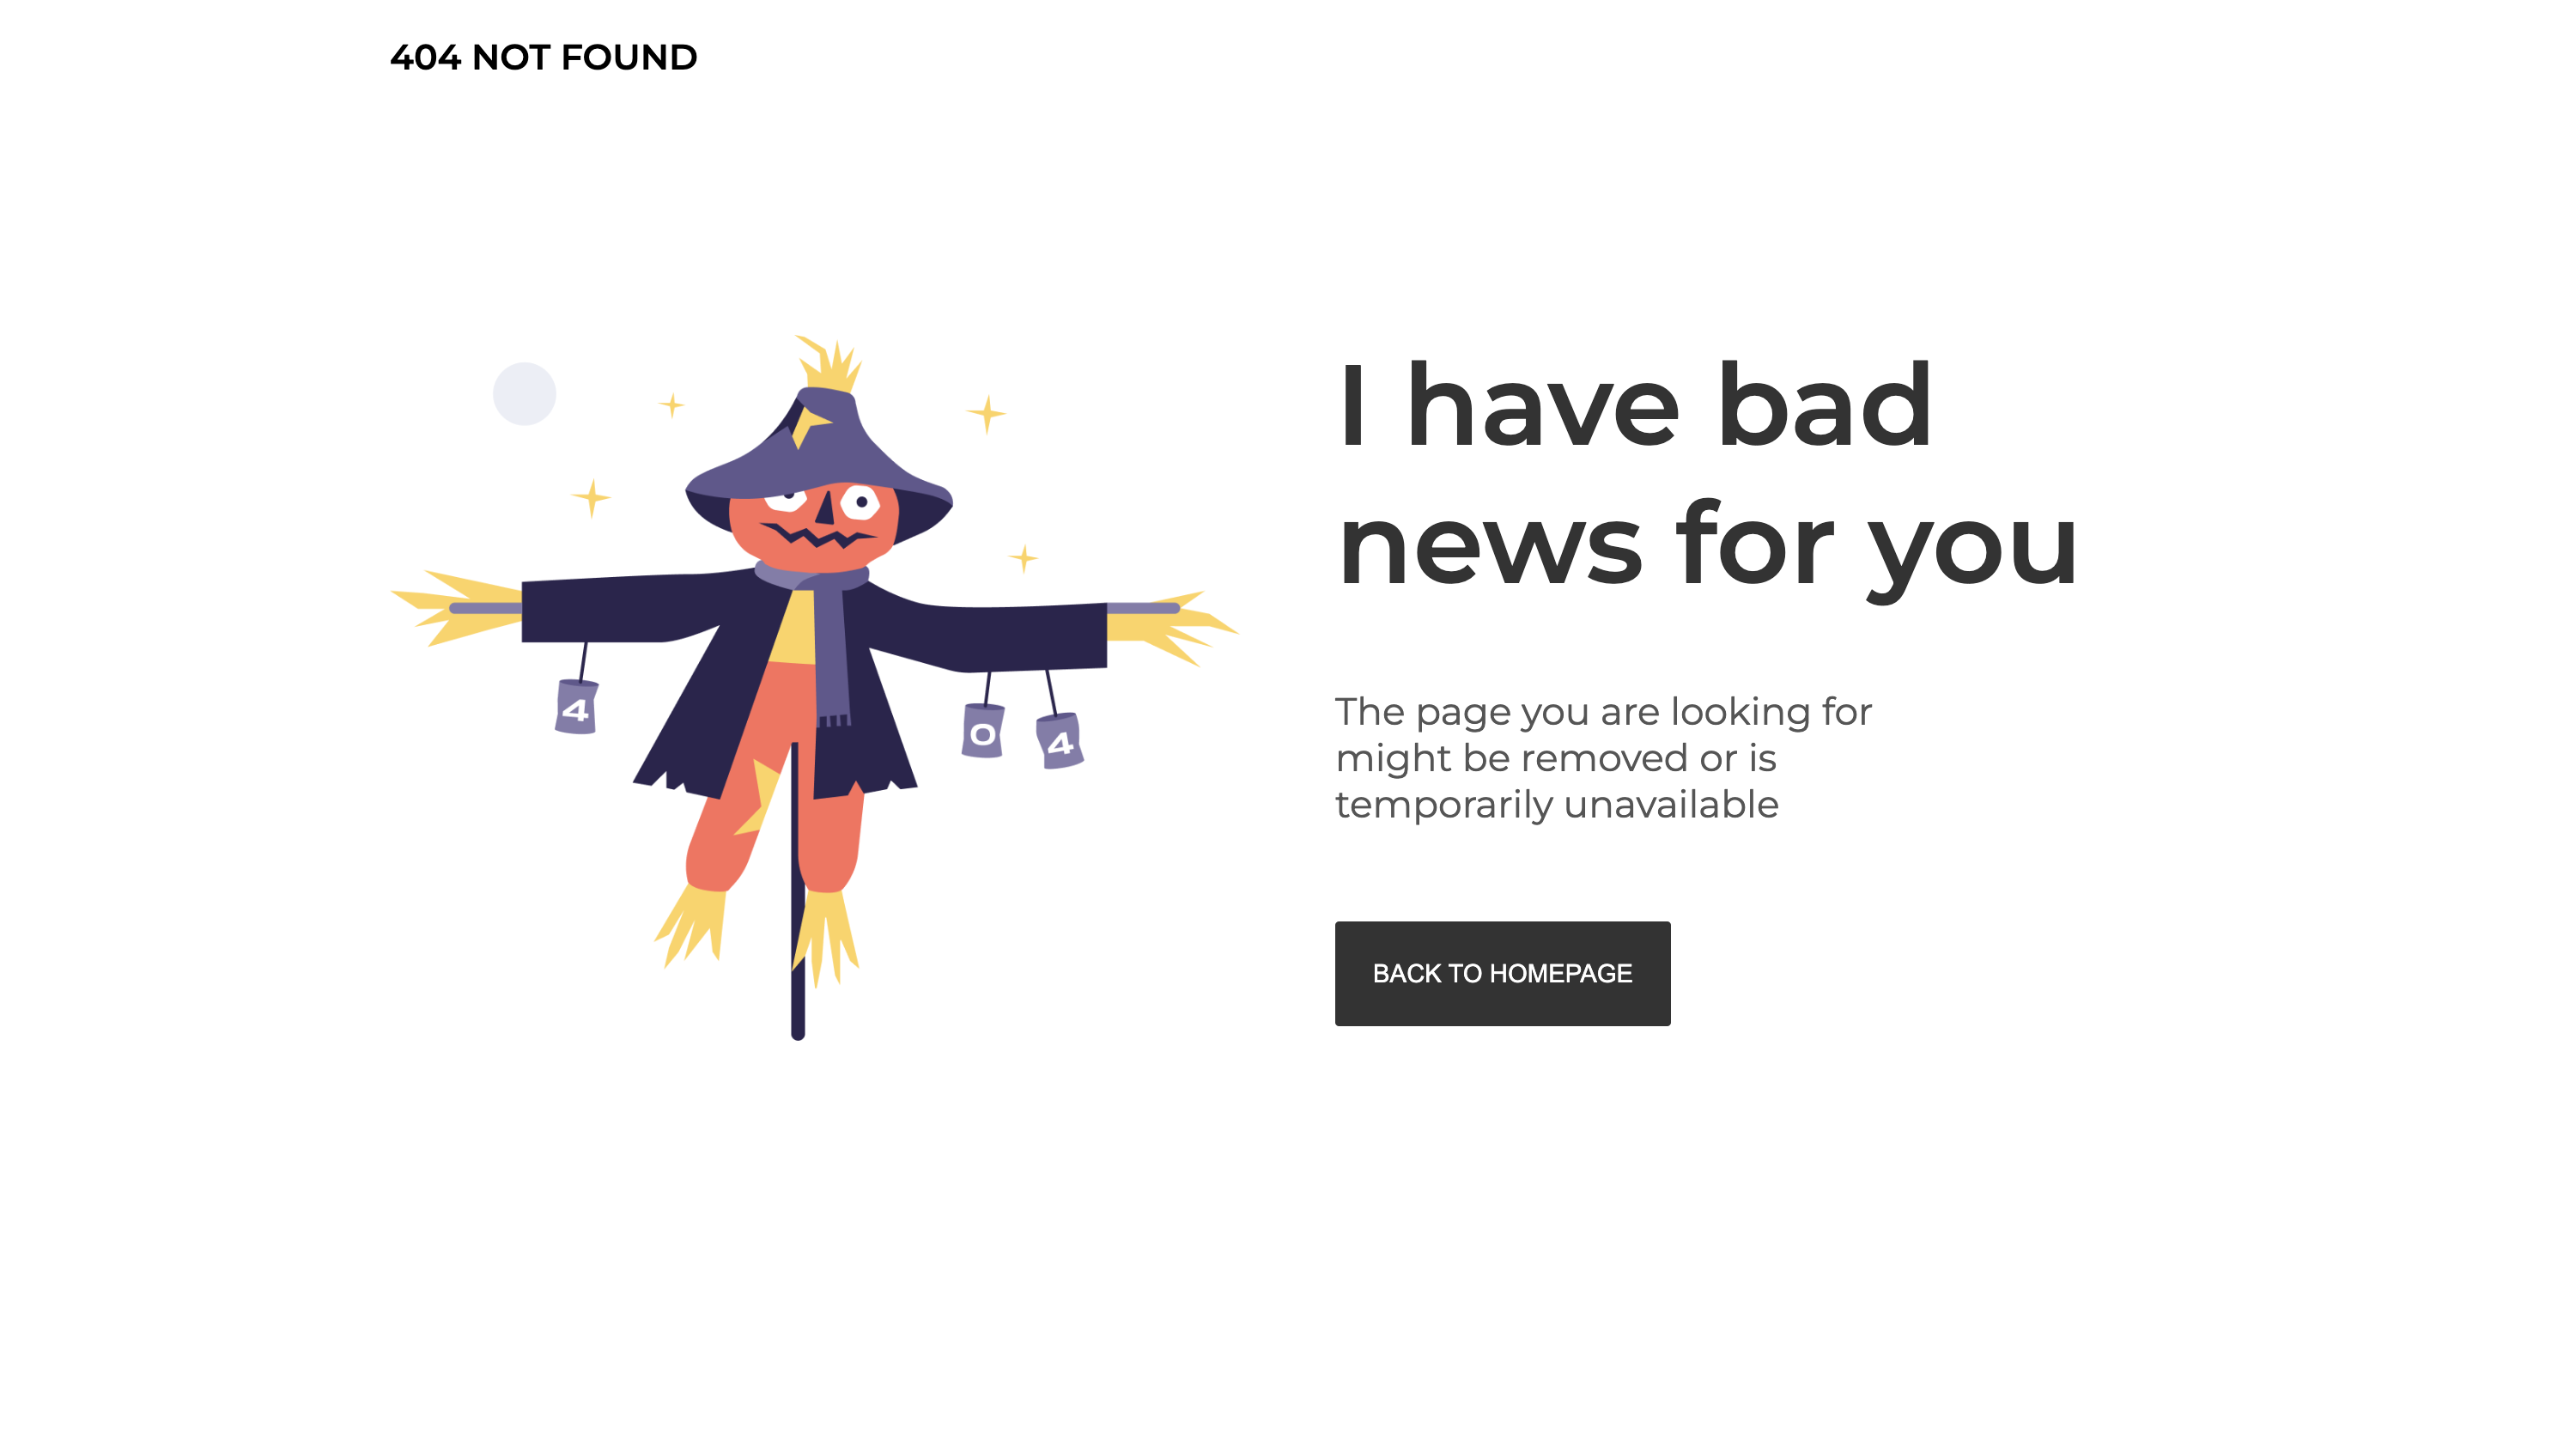 404 NOT FOUND
4
0
4
I have bad
news for you
The page you are looking for
might be removed or is
temporarily unavailable
BACK TO HOMEPAGE